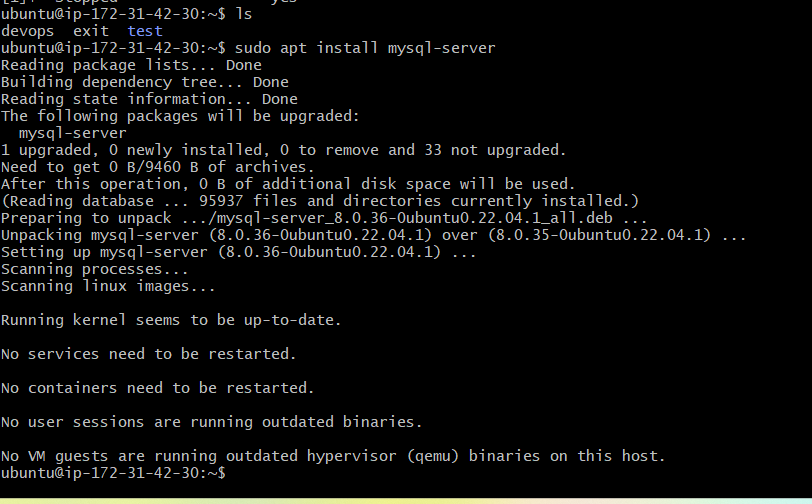 yes
ubuntu@ip-172-31-42-30:~$ ls
devops  exit  test
ubuntu@ip-172-31-42-30:~$ sudo apt install mysql-server
Reading package lists... Done
Building dependency tree... Done
Reading state information... Done
The following packages will be upgraded:
  mysql-server
1 upgraded, 0 newly installed, 0 to remove and 33 not upgraded.
Need to get 0 B/9460 B of archives.
After this operation, 0 B of additional disk space will be used.
(Reading database ... 95937 files and directories currently installed.)
Preparing to unpack .../mysql-server_8.0.36-0ubuntu0.22.04.1_all.deb ...
Unpacking mysql-server (8.0.36-0ubuntu0.22.04.1) over (8.0.35-0ubuntu0.22.04.1) ...
Setting up mysql-server (8.0.36-0ubuntu0.22.04.1) ...
Scanning processes...
Scanning linux images...
Running kernel seems to be up-to-date.
No services need to be restarted.
No containers need to be restarted.
No user sessions are running outdated binaries.
No VM guests are running outdated hypervisor (qemu) binaries on this host.
ubuntu@ip-172-31-42-30:~$